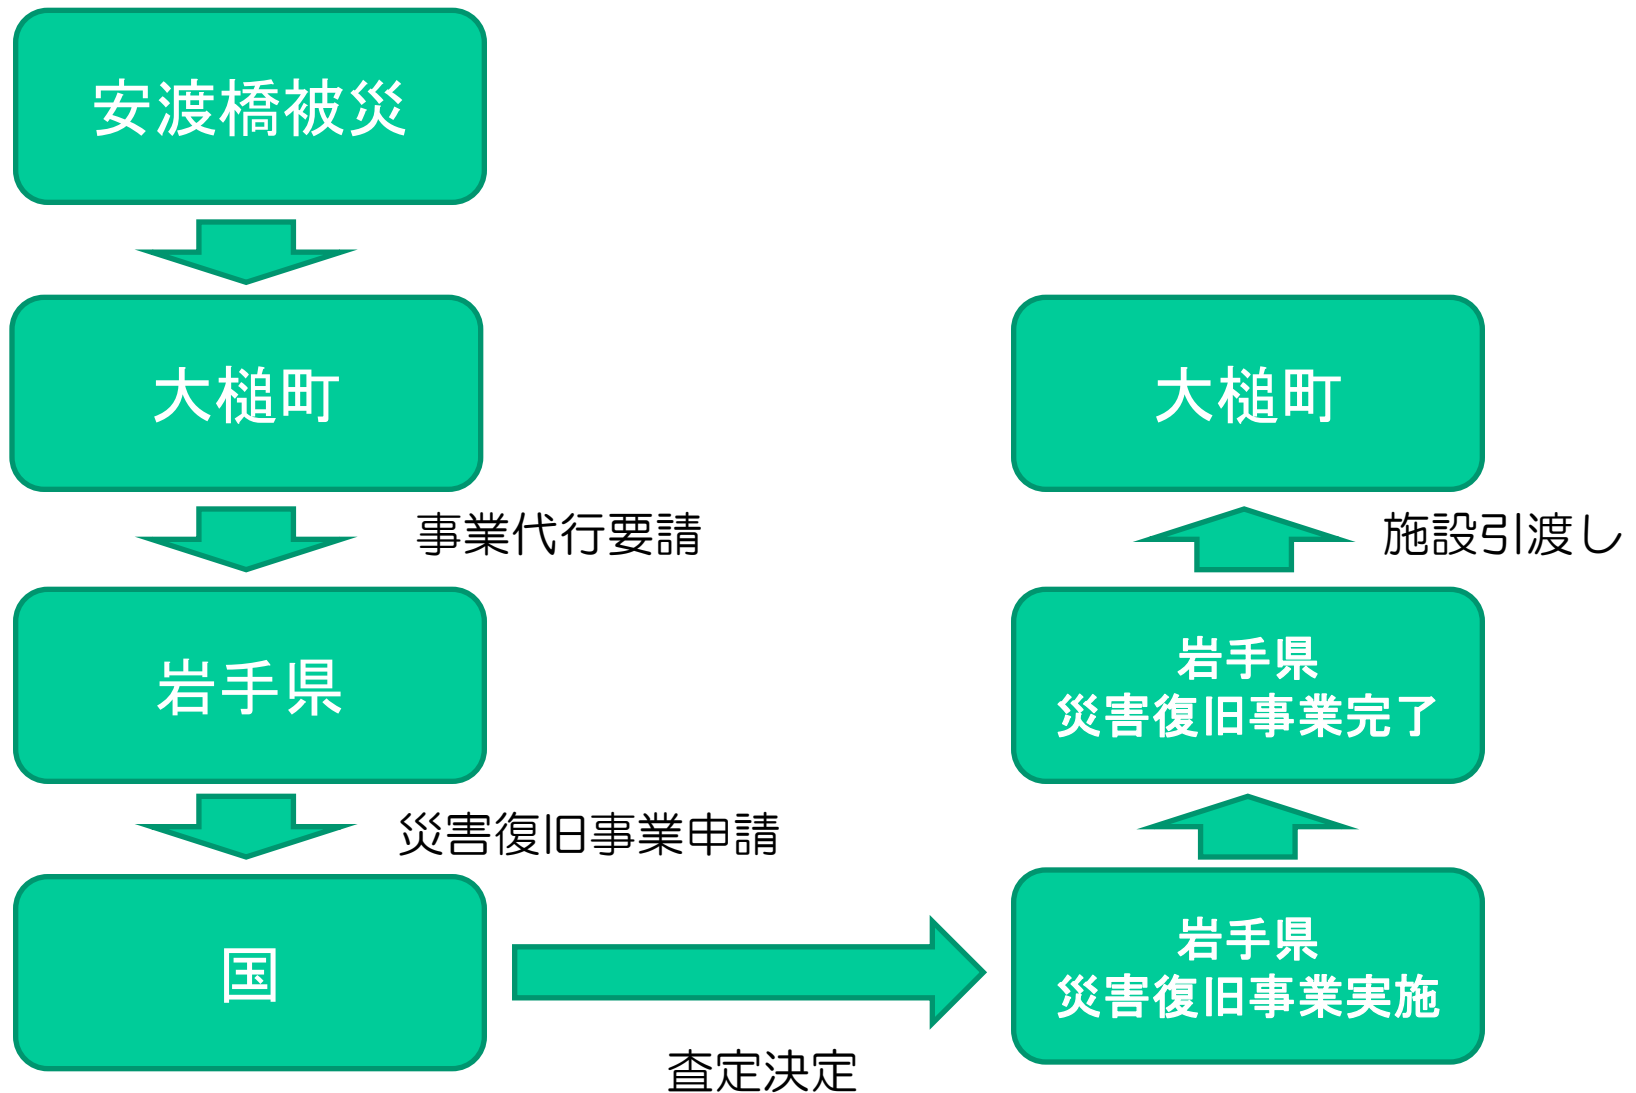 安渡橋被災
大槌町
事業代行要請
岩手県
災害復旧事業申請
国
査定決定
岩手県
災害復旧事業実施
岩手県
災害復旧事業完了
施設引渡し
大槌町